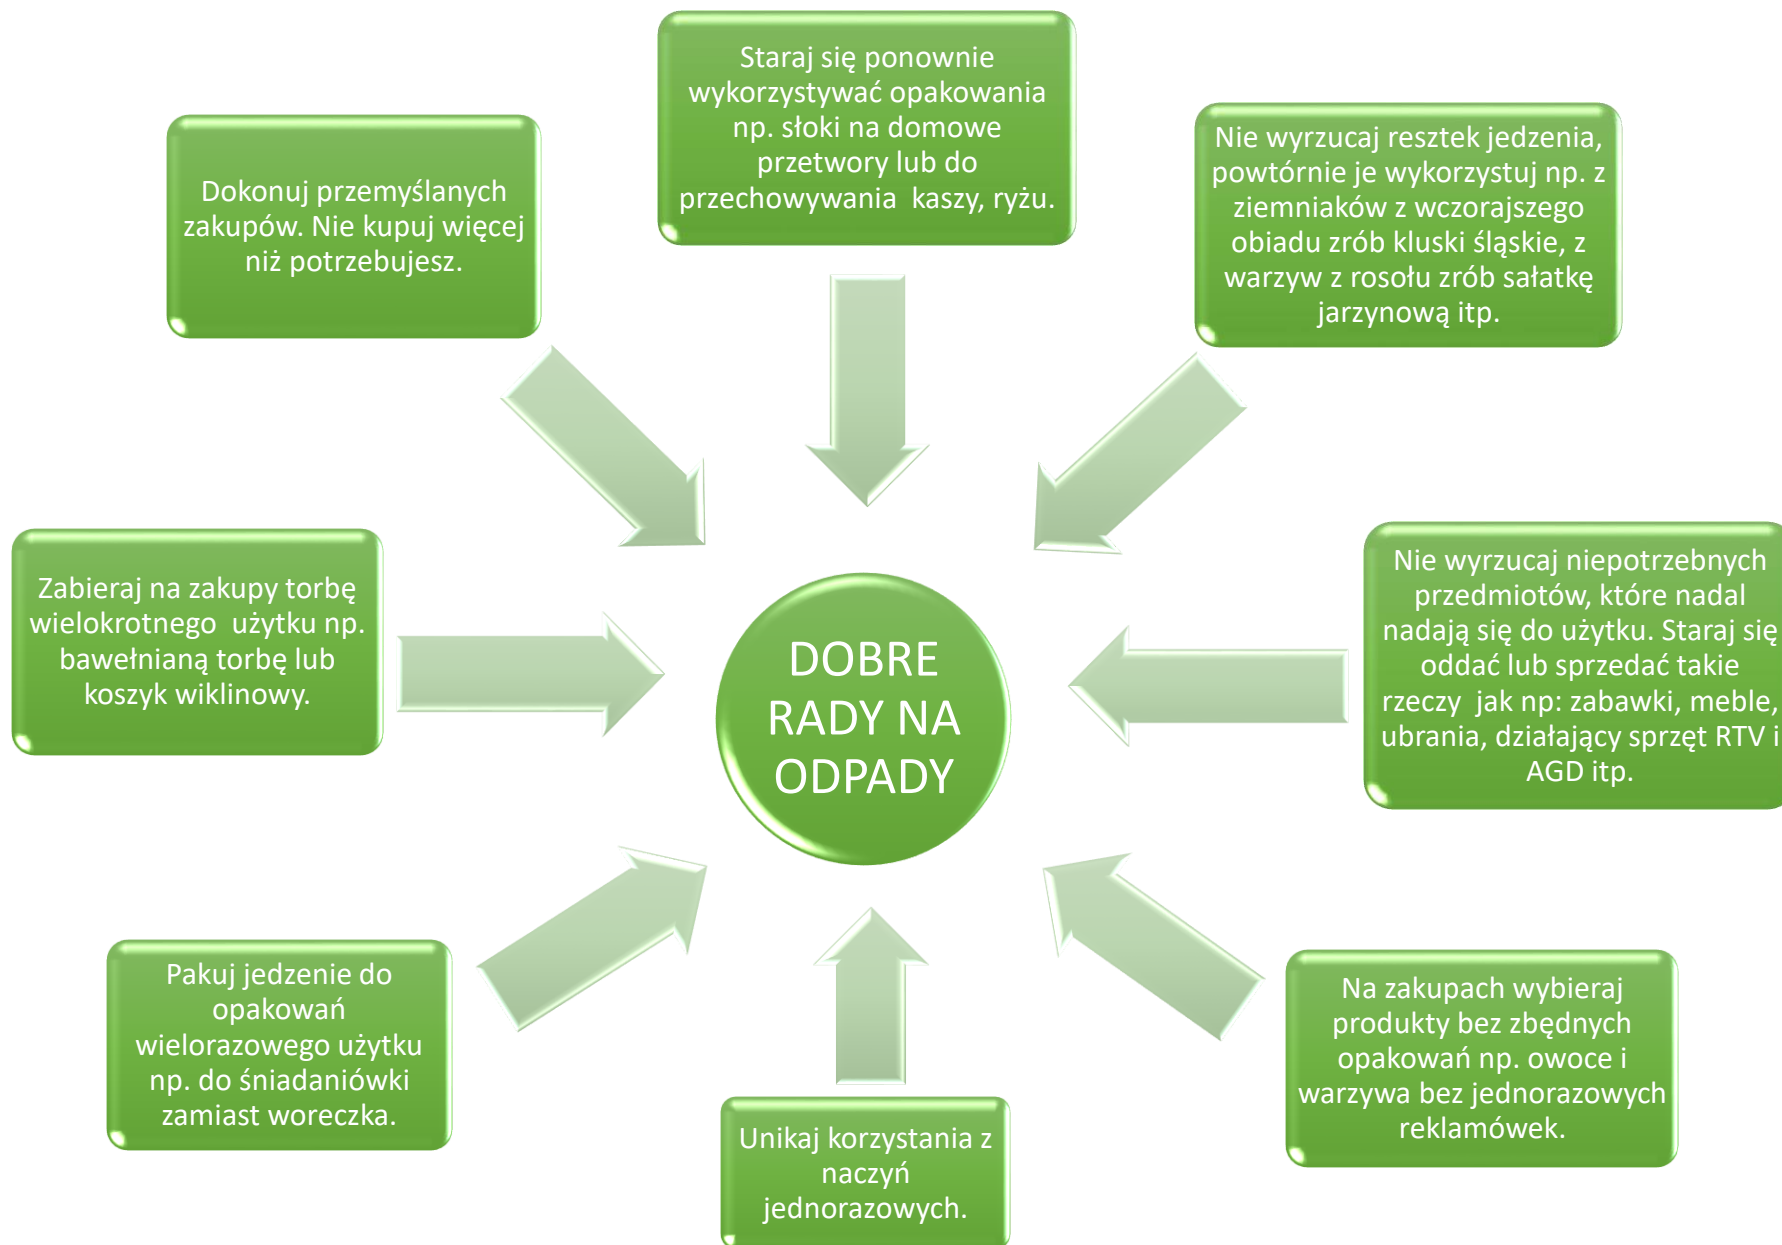 Staraj się ponownie
wykorzystywać opakowania
np. słoki na domowe
przetwory lub do
przechowywania kaszy, ryżu.
Nie wyrzucaj resztek jedzenia,
powtórnie je wykorzystuj np. z
ziemniaków z wczorajszego
obiadu zrób kluski śląskie, z
warzyw z rosołu zrób sałatkę
jarzynową itp.
Dokonuj przemyślanych
zakupów. Nie kupuj więcej
niż potrzebujesz.
Zabieraj na zakupy torbę
wielokrotnego użytku np.
bawełnianą torbę lub
koszyk wiklinowy.
DOBRE
RADY NA
ODPADY
Nie wyrzucaj niepotrzebnych
przedmiotów, które nadal
nadają się do użytku. Staraj się
oddać lub sprzedać takie
rzeczy jak np: zabawki, meble,
ubrania, działający sprzęt RTV i
AGD itp.
Pakuj jedzenie do
opakowań
wielorazowego użytku
np. do śniadaniówki
zamiast woreczka.
Unikaj korzystania z
naczyń
jednorazowych.
Na zakupach wybieraj
produkty bez zbędnych
opakowań np. owoce i
warzywa bez jednorazowych
reklamówek.